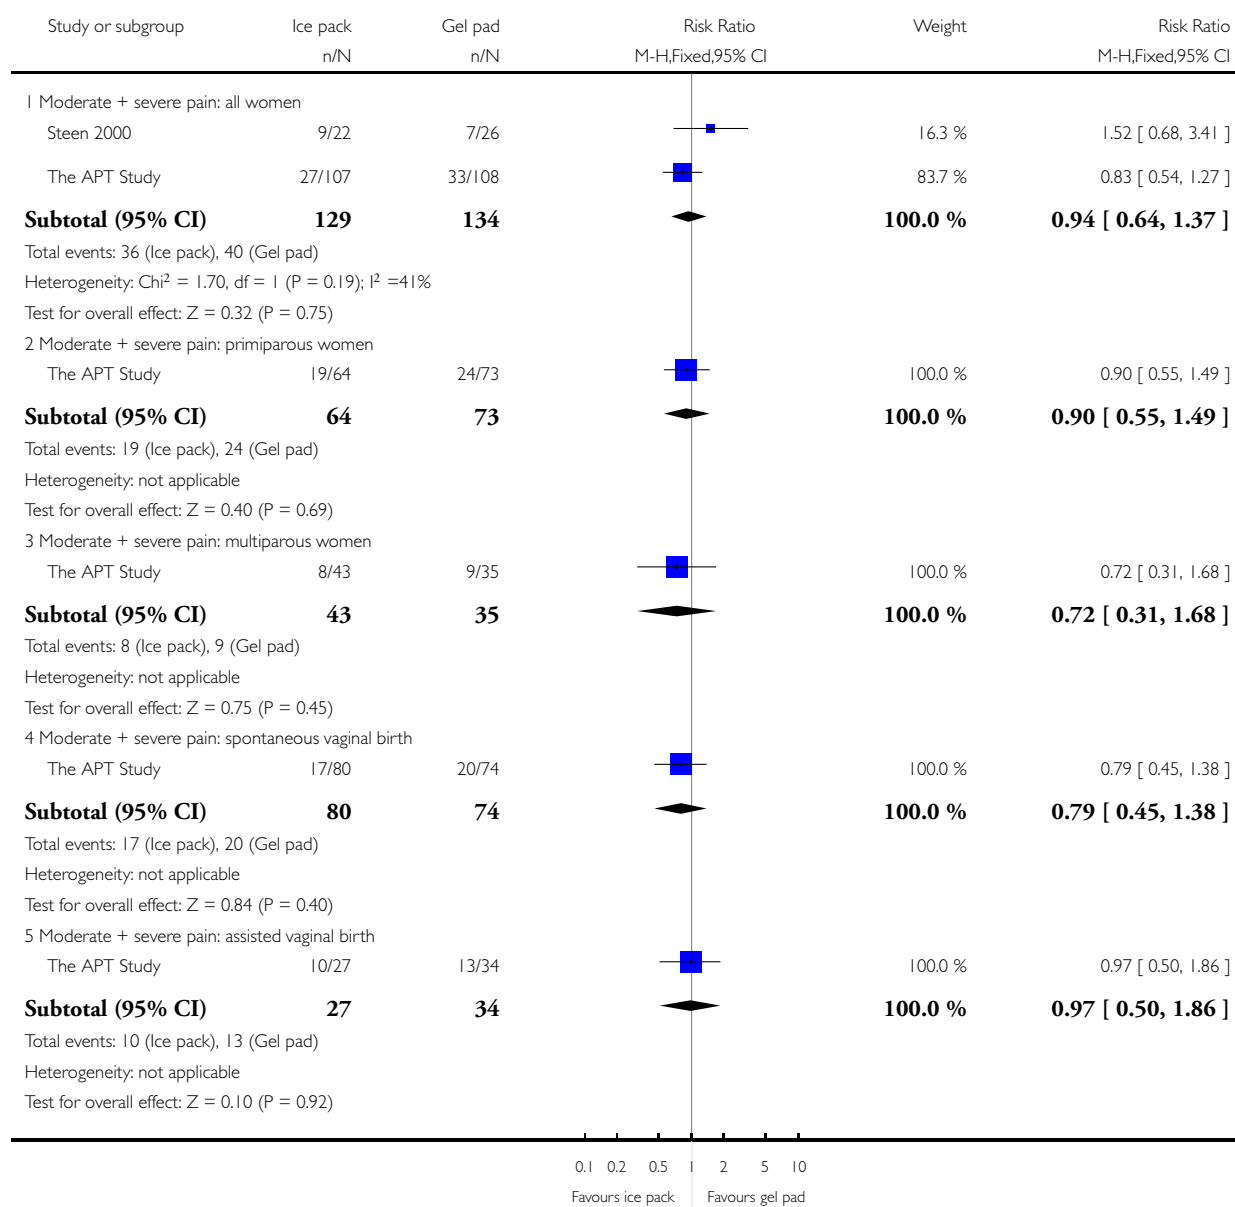 Study or subgroup Ice pack Gel pad Risk Ratio Weight Risk Ratio
n/N n/N M-H,Fixed,95% CI M-H,Fixed,95% CI
1 Moderate + severe pain: all women
Steen 2000 9/22 7/26 16.3 % 1.52 [ 0.68, 3.41 ]
The APT Study 27/107 33/108 83.7 % 0.83 [ 0.54, 1.27 ]
Subtotal (95% CI) 129 134 100.0 % 0.94 [ 0.64, 1.37 ]
Total events: 36 (Ice pack), 40 (Gel pad)
Heterogeneity: Chi² = 1.70, df = 1 (P = 0.19); I² =41%
Test for overall effect: Z = 0.32 (P = 0.75)
2 Moderate + severe pain: primiparous women
The APT Study 19/64 24/73 100.0 % 0.90 [ 0.55, 1.49 ]
Subtotal (95% CI) 64 73 100.0 % 0.90 [ 0.55, 1.49 ]
Total events: 19 (Ice pack), 24 (Gel pad)
Heterogeneity: not applicable
Test for overall effect: Z = 0.40 (P = 0.69)
3 Moderate + severe pain: multiparous women
The APT Study 8/43 9/35 100.0 % 0.72 [ 0.31, 1.68 ]
Subtotal (95% CI) 43 35 100.0 % 0.72 [ 0.31, 1.68 ]
Total events: 8 (Ice pack), 9 (Gel pad)
Heterogeneity: not applicable
Test for overall effect: Z = 0.75 (P = 0.45)
4 Moderate + severe pain: spontaneous vaginal birth
The APT Study 17/80 20/74 100.0 % 0.79 [ 0.45, 1.38 ]
Subtotal (95% CI) 80 74 100.0 % 0.79 [ 0.45, 1.38 ]
Total events: 17 (Ice pack), 20 (Gel pad)
Heterogeneity: not applicable
Test for overall effect: Z = 0.84 (P = 0.40)
5 Moderate + severe pain: assisted vaginal birth
The APT Study 10/27 13/34 100.0 % 0.97 [ 0.50, 1.86 ]
Subtotal (95% CI) 27 34 100.0 % 0.97 [ 0.50, 1.86 ]
Total events: 10 (Ice pack), 13 (Gel pad)
Heterogeneity: not applicable
Test for overall effect: Z = 0.10 (P = 0.92)
0.1 0.2 0.5 1 2 5 10
Favours ice pack Favours gel pad